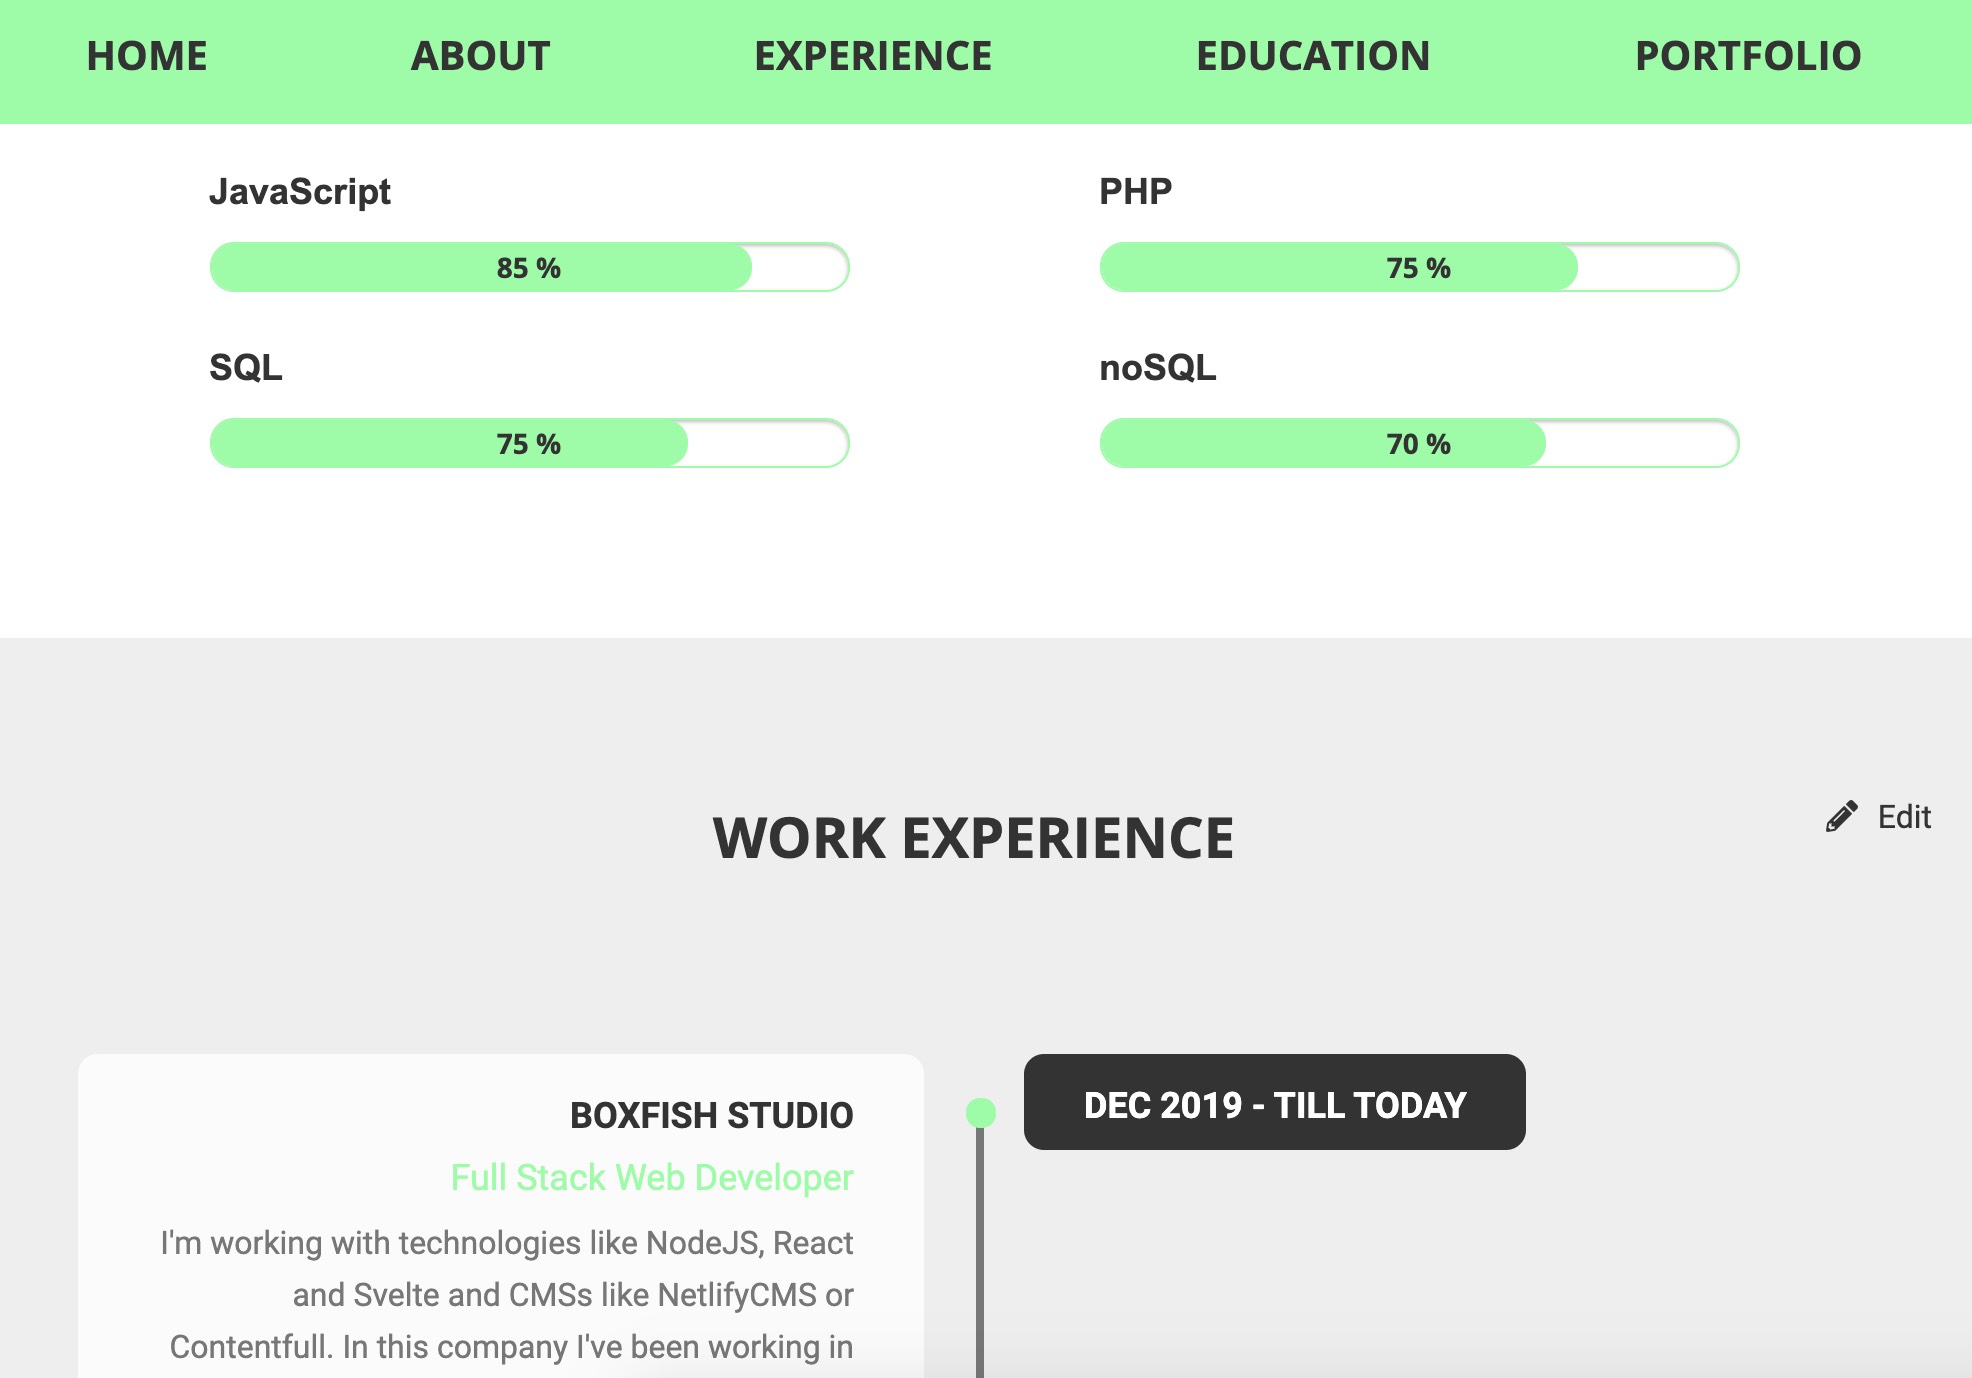 HOME ABOUT EXPERIENCE EDUCATION PORTFOLIO
JavaScript
85 %
PHP
75 %
SQL
75 %
noSQL
70 %
WORK EXPERIENCE
Edit
BOXFISH STUDIO
Full Stack Web Developer
I'm working with technologies like NodeJS, React
and Svelte and CMSs like NetlifyCMS or
Contentfull. In this company I've been working in
DEC 2019 - TILL TODAY